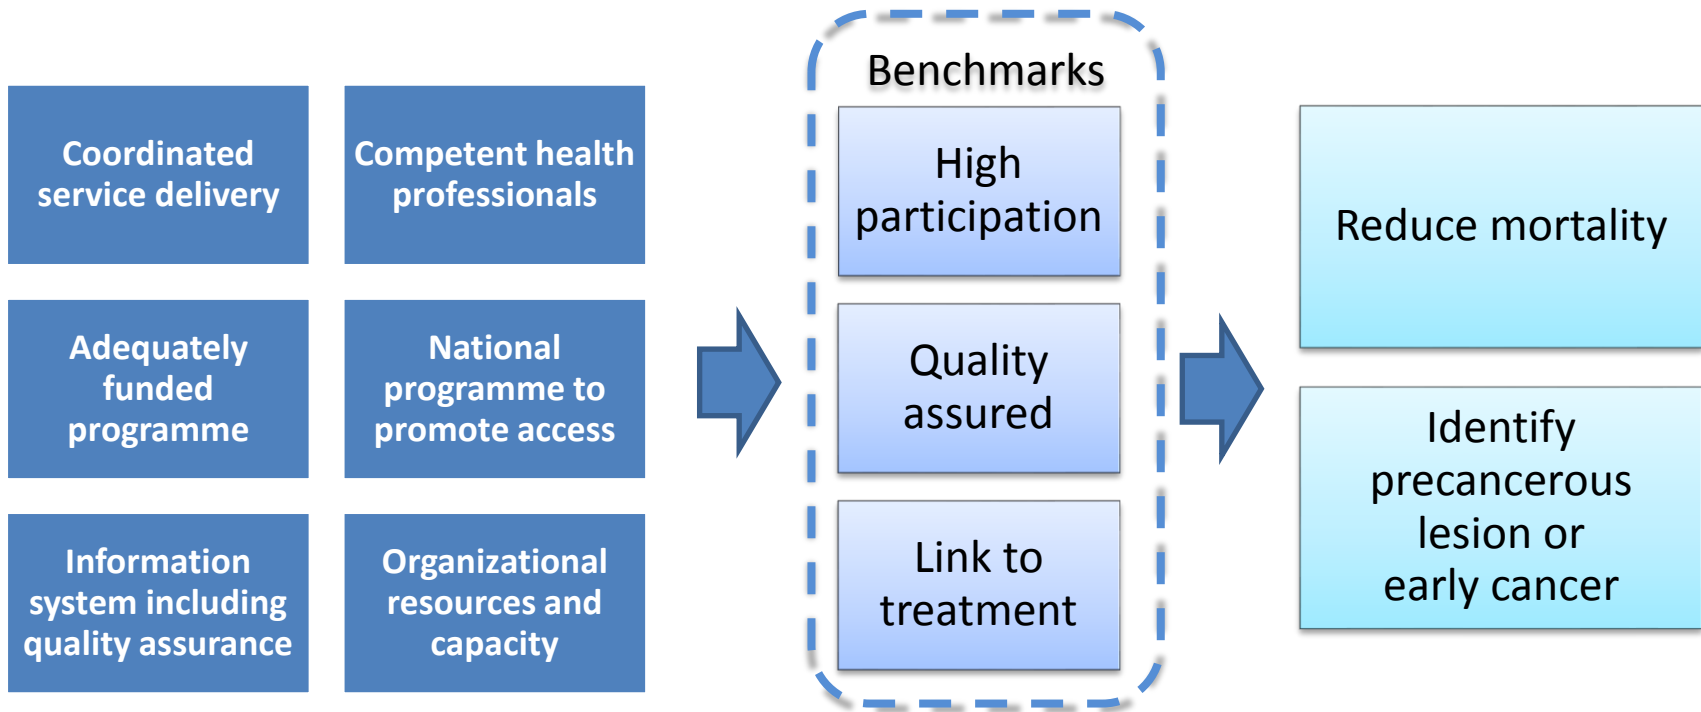 Coordinated
service delivery
Competent health
professionals
Adequately
funded
programme
National
programme to
promote access
Information
system including
quality assurance
Organizational
resources and
capacity
Benchmarks
High
participation
Quality
assured
Link to
treatment
Reduce mortality
Identify
precancerous
lesion or
early cancer